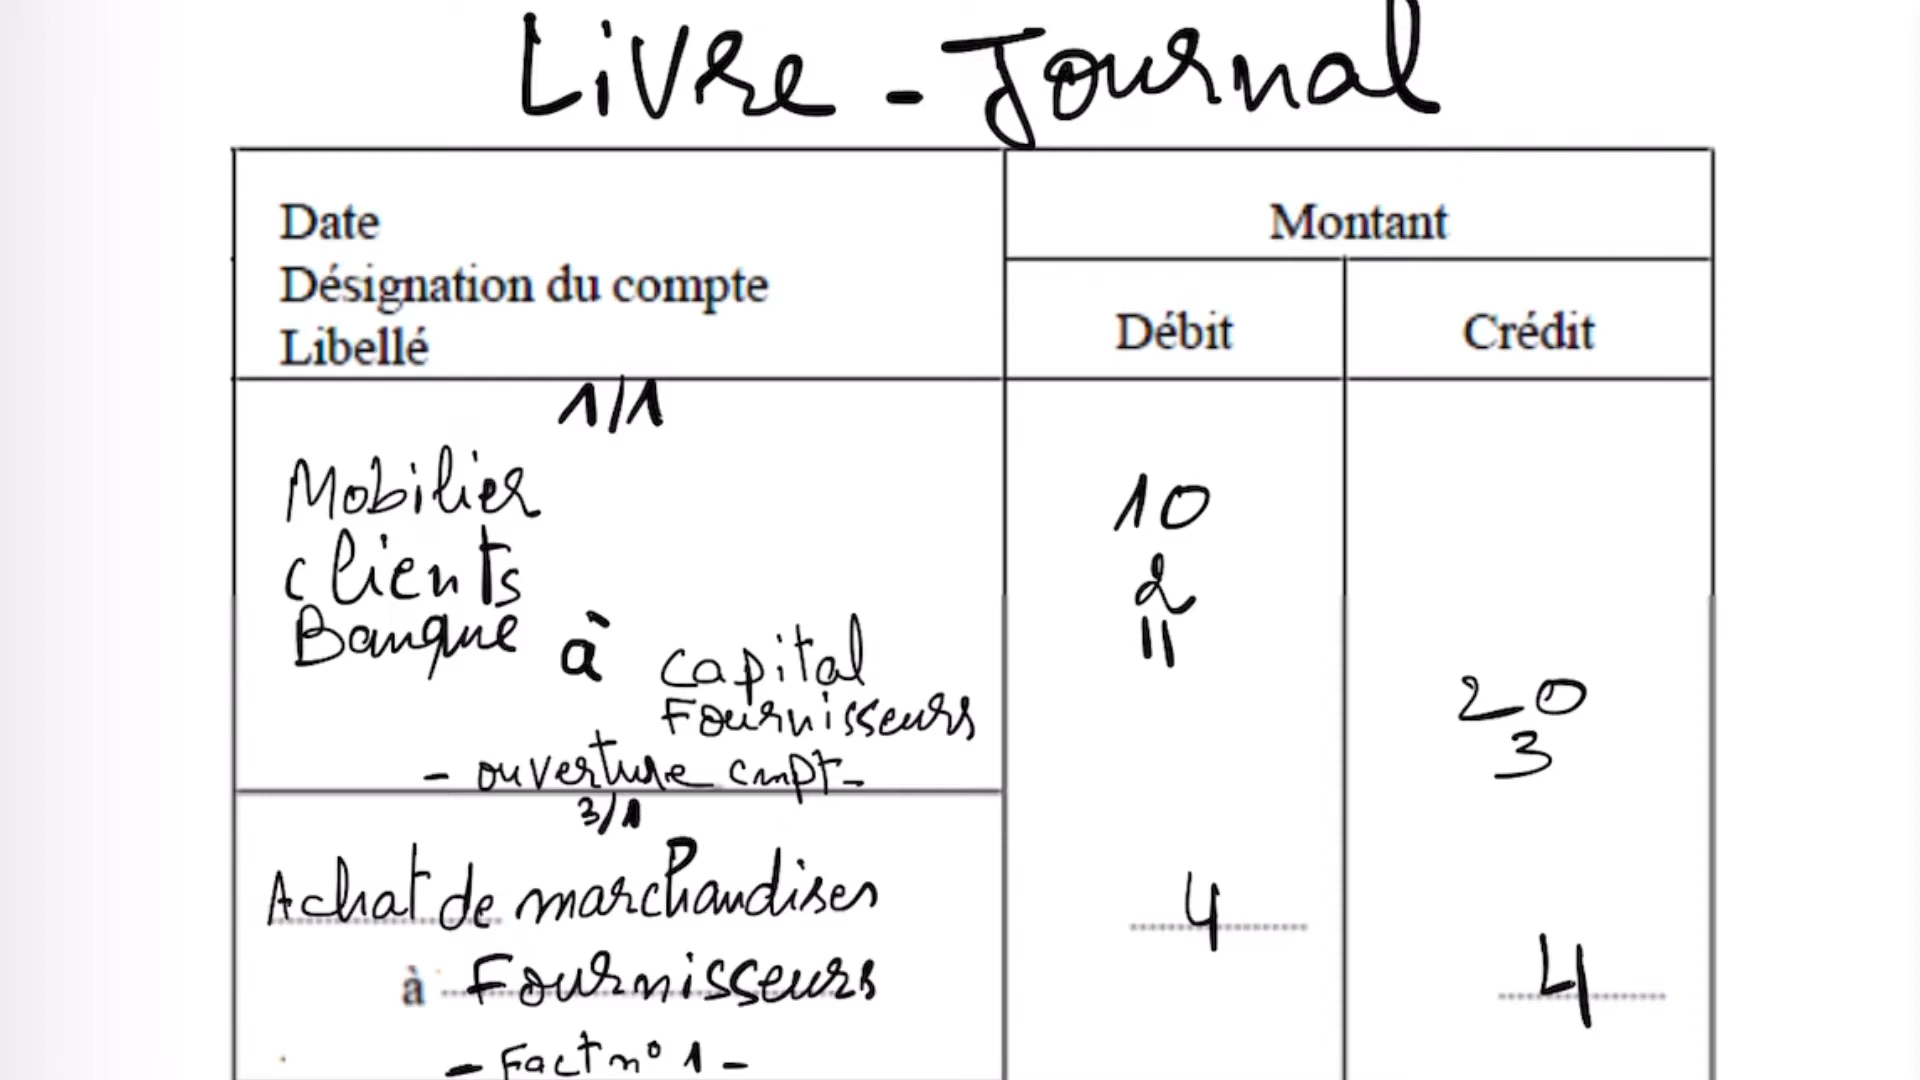 Livre - Journal
Date
Désignation du compte
Libellé
Montant
Débit
Crédit
1/1
Mobilier 10
clients 2
Banque 11
à capital 20
Fournisseurs 3
- ouverture cmpt -
3/1
Achat de marchandises 4
à Fournisseurs 4
- Fact n° 1 -